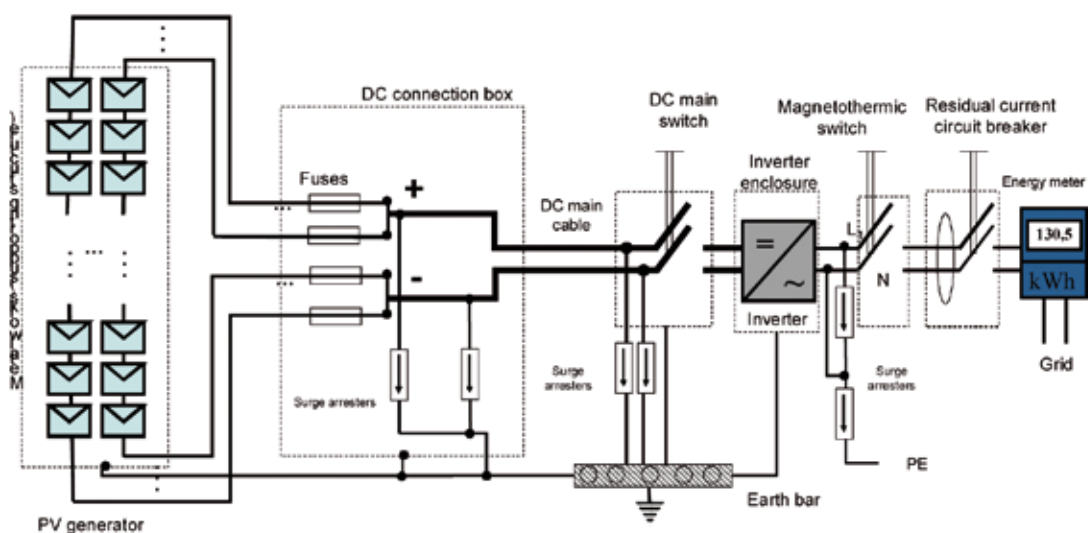 DC connection box
DC main
switch
Magnetothermic
switch
Residual current
circuit breaker
Fuses
+
-
DC main
cable
Inverter
enclosure
Energy meter
130,5
kWh
L
N
=
~
Inverter
Grid
Surge arresters
Surge
arresters
Surge
arresters
PE
Earth bar
PV generator